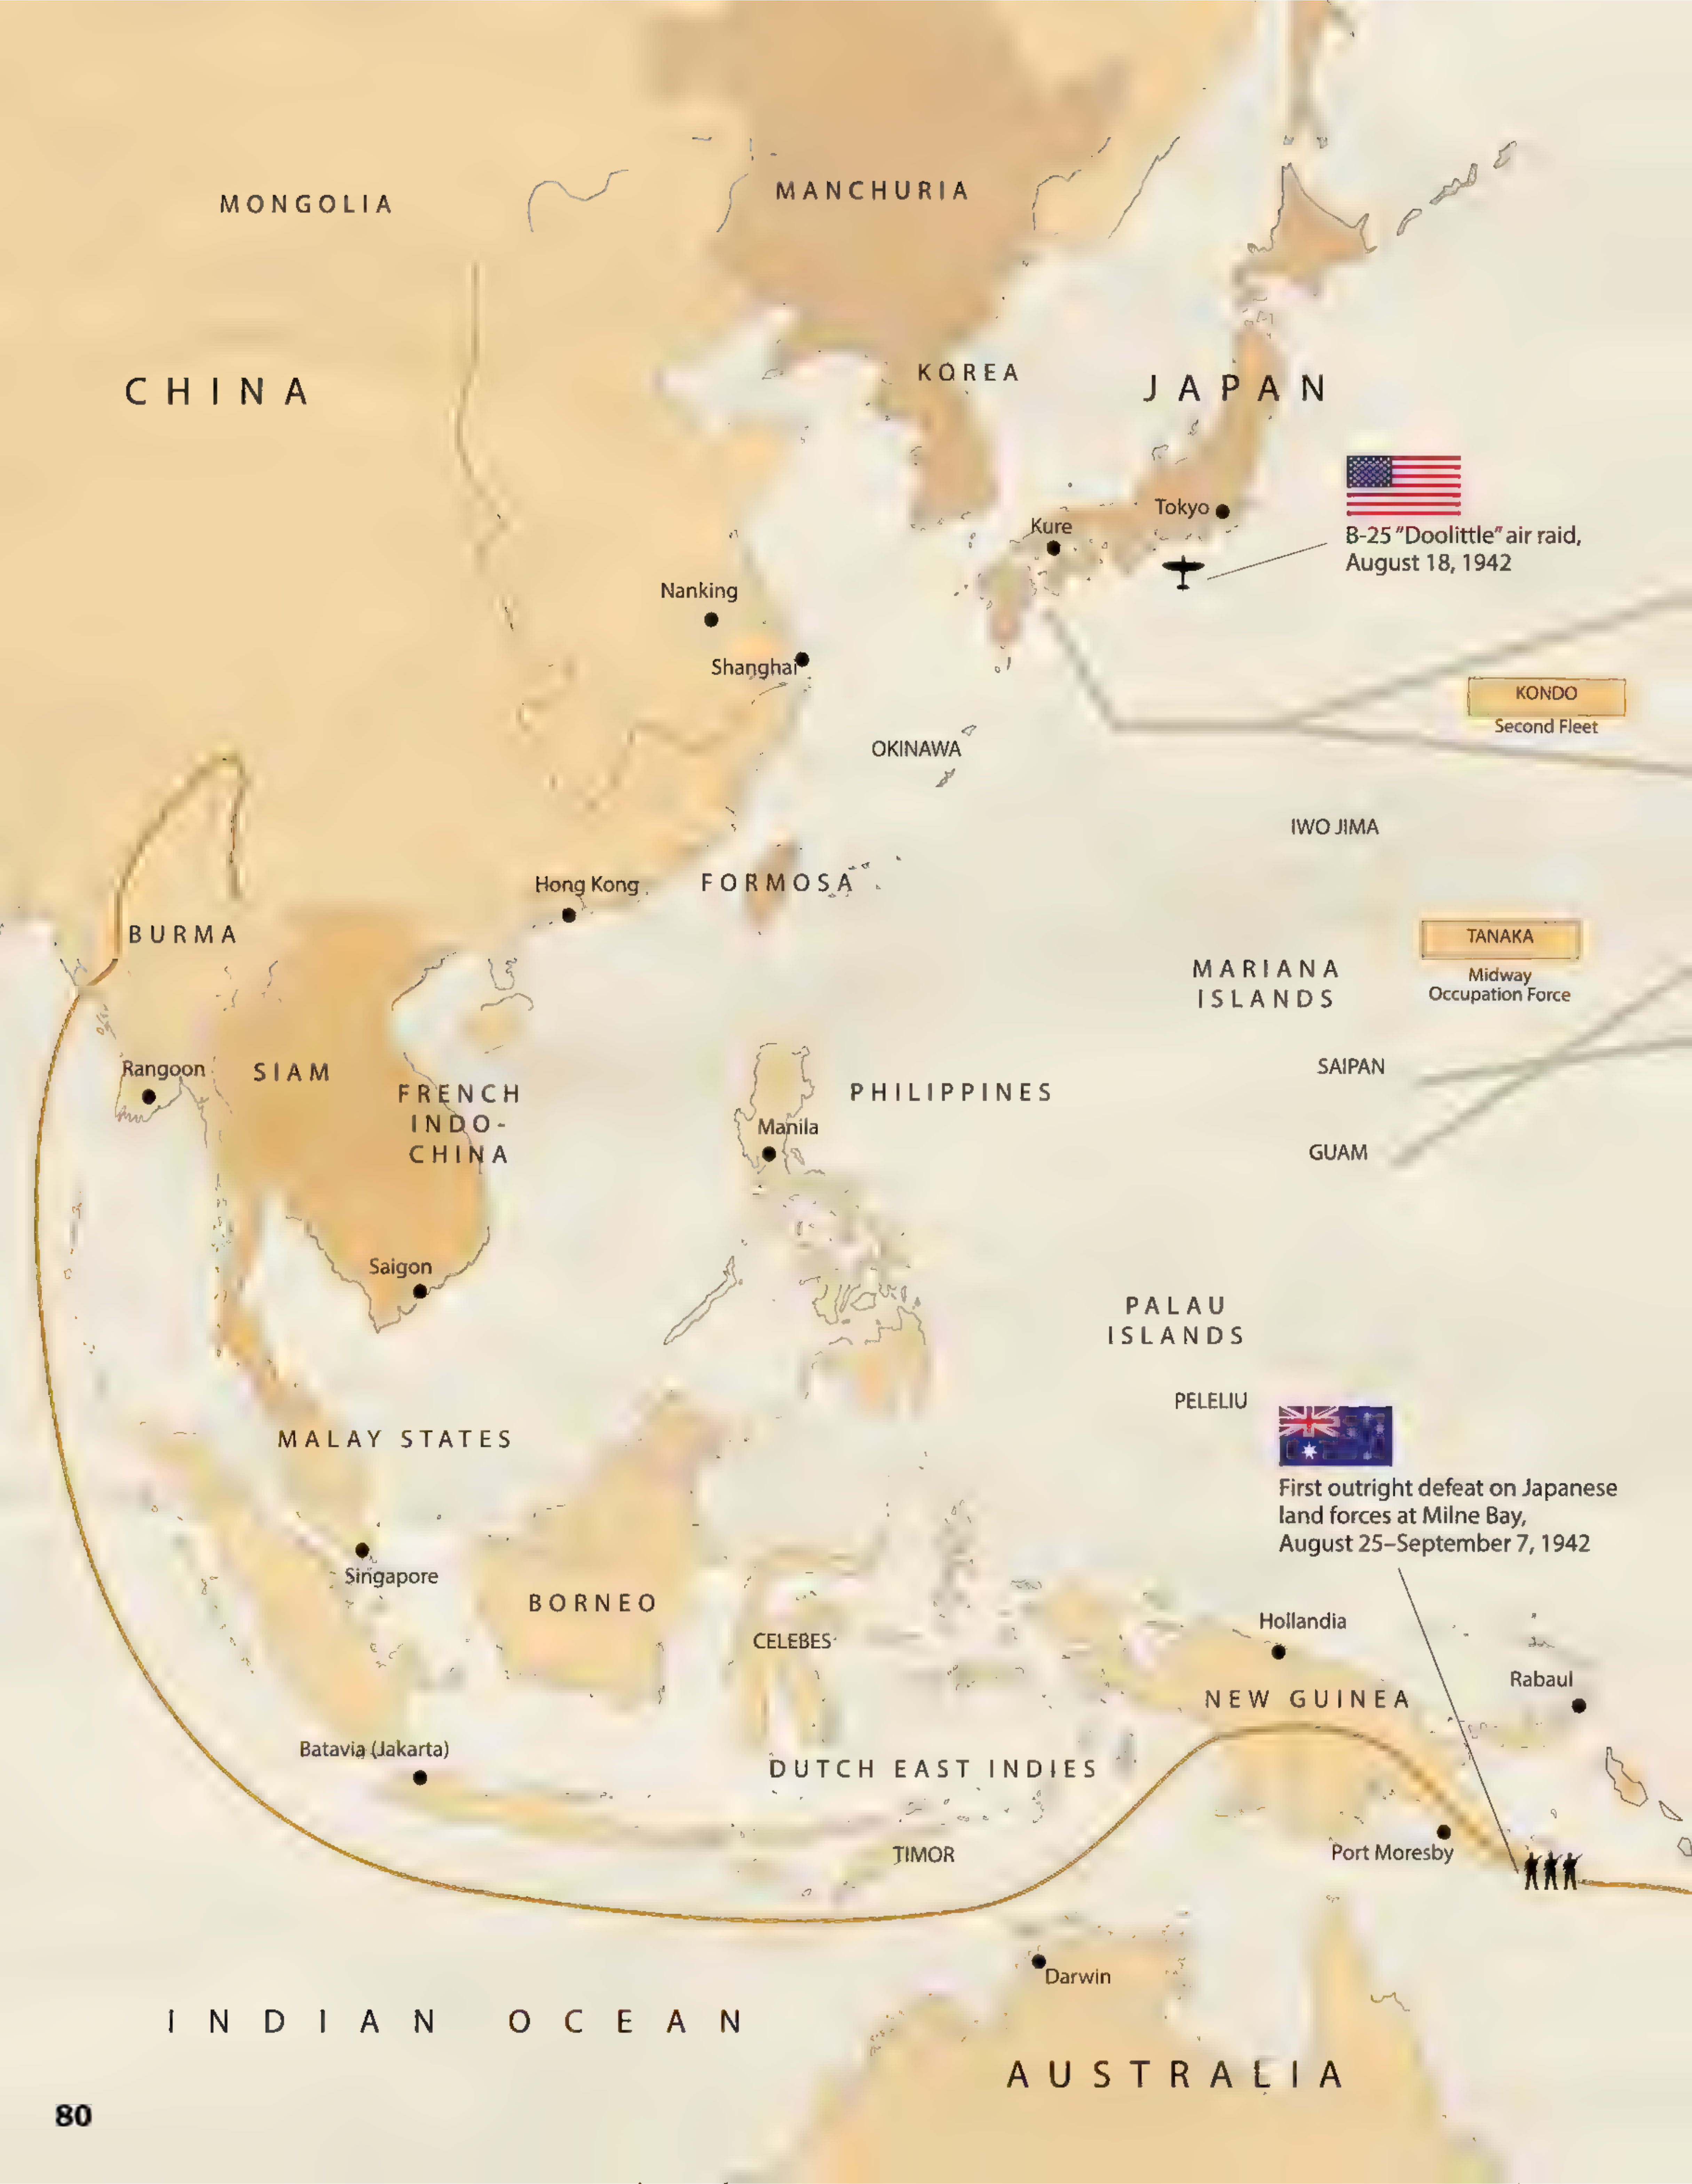 MONGOLIA
MANCHURIA
CHINA
KOREA
JAPAN
Tokyo
Kure
B-25 "Doolittle" air raid,
August 18, 1942
Nanking
Shanghai
KONDO
Second Fleet
OKINAWA
IWO JIMA
Hong Kong
FORMOSA
BURMA
TANAKA
Midway
Occupation Force
MARIANA
ISLANDS
SAIPAN
Rangoon
SIAM
FRENCH
INDO-
CHINA
PHILIPPINES
Manila
GUAM
Saigon
PALAU
ISLANDS
PELELIU
MALAY STATES
First outright defeat on Japanese
land forces at Milne Bay,
August 25–September 7, 1942
Singapore
BORNEO
CELEBES
Hollandia
Rabaul
NEW GUINEA
Batavia (Jakarta)
DUTCH EAST INDIES
TIMOR
Port Moresby
Darwin
INDIAN OCEAN
AUSTRALIA
80